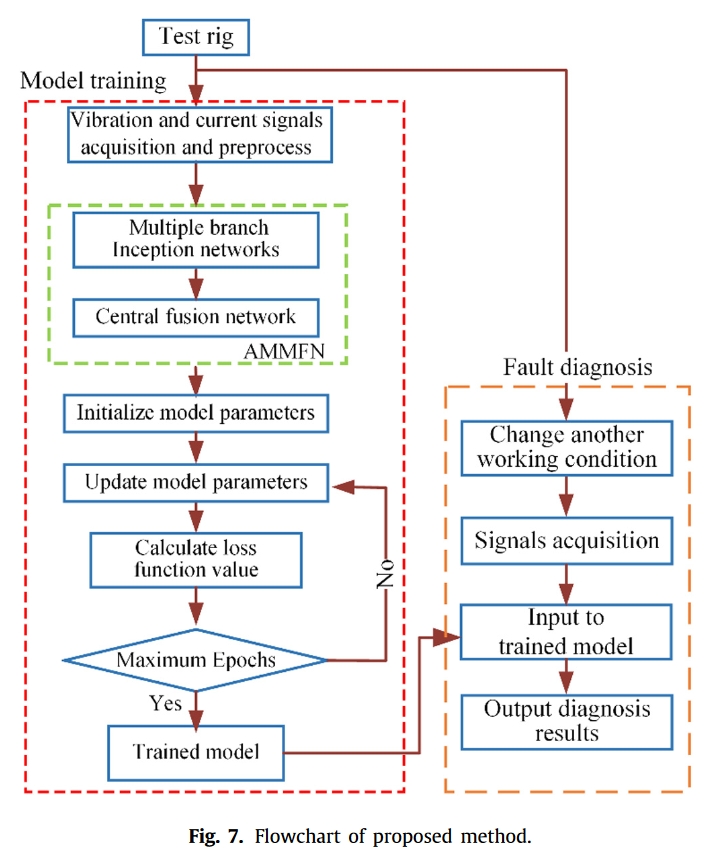 Test rig
Model training
Vibration and current signals
acquisition and preprocess
Multiple branch
Inception networks
Central fusion network
AMMFN
Initialize model parameters
Update model parameters
Calculate loss
function value
No
Maximum Epochs
Yes
Trained model
Fault diagnosis
Change another
working condition
Signals acquisition
Input to
trained model
Output diagnosis
results
Fig. 7. Flowchart of proposed method.